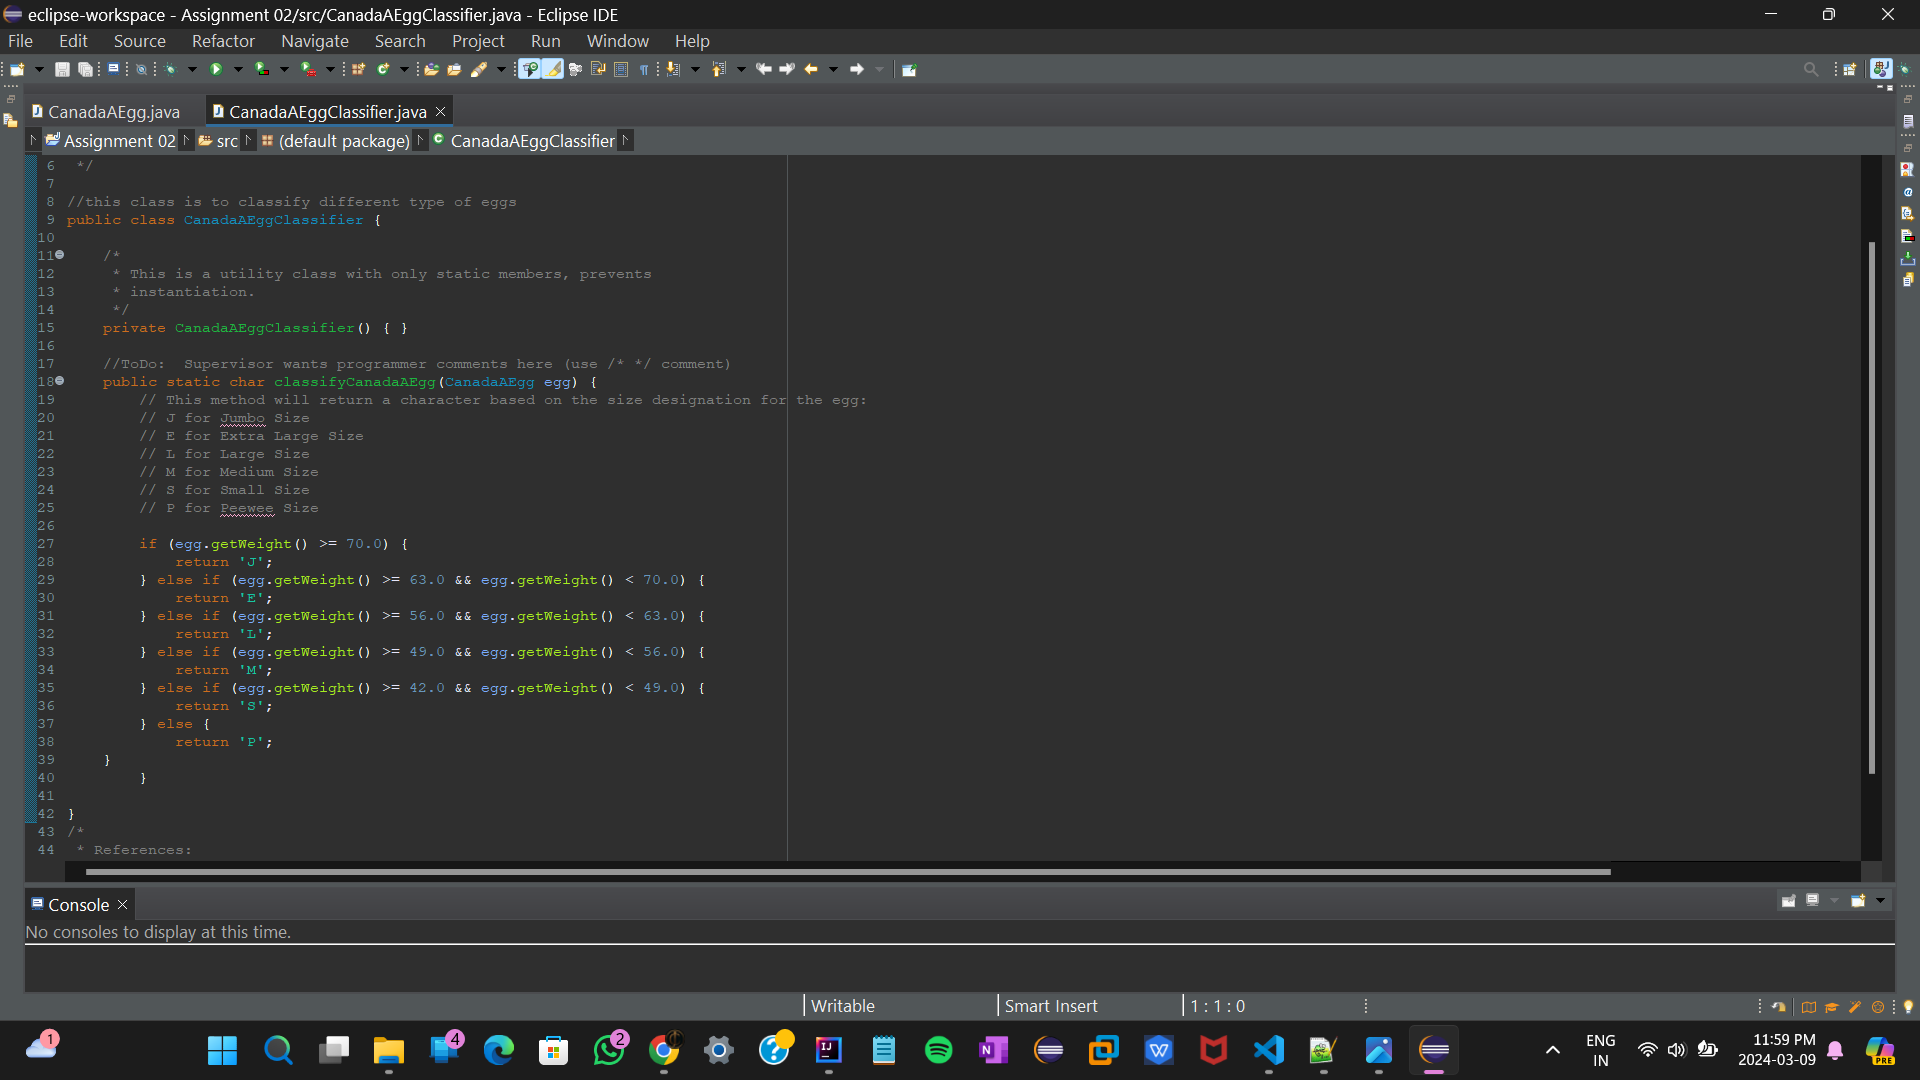 eclipse-workspace - Assignment 02/src/CanadaAEggClassifier.java - Eclipse IDE
File Edit Source Refactor Navigate Search Project Run Window Help
CanadaAEgg.java CanadaAEggClassifier.java
Assignment 02 src (default package) CanadaAEggClassifier
6 */
7
8 //this class is to classify different type of eggs
9 public class CanadaAEggClassifier {
10
11 /*
12 * This is a utility class with only static members, prevents
13 * instantiation.
14 */
15 private CanadaAEggClassifier() { }
16
17 //ToDo: Supervisor wants programmer comments here (use /* */ comment)
18 public static char classifyCanadaAEgg(CanadaAEgg egg) {
19 // This method will return a character based on the size designation for the egg:
20 // J for Jumbo Size
21 // E for Extra Large Size
22 // L for Large Size
23 // M for Medium Size
24 // S for Small Size
25 // P for Peewee Size
26
27 if (egg.getWeight() >= 70.0) {
28 return 'J';
29 } else if (egg.getWeight() >= 63.0 && egg.getWeight() < 70.0) {
30 return 'E';
31 } else if (egg.getWeight() >= 56.0 && egg.getWeight() < 63.0) {
32 return 'L';
33 } else if (egg.getWeight() >= 49.0 && egg.getWeight() < 56.0) {
34 return 'M';
35 } else if (egg.getWeight() >= 42.0 && egg.getWeight() < 49.0) {
36 return 'S';
37 } else {
38 return 'P';
39 }
40 }
41
42 }
43 /*
44 * References:
Console
No consoles to display at this time.
Writable Smart Insert 1 : 1 : 0
1 4 2 ENG 11:59 PM
IN 2024-03-09 PRE